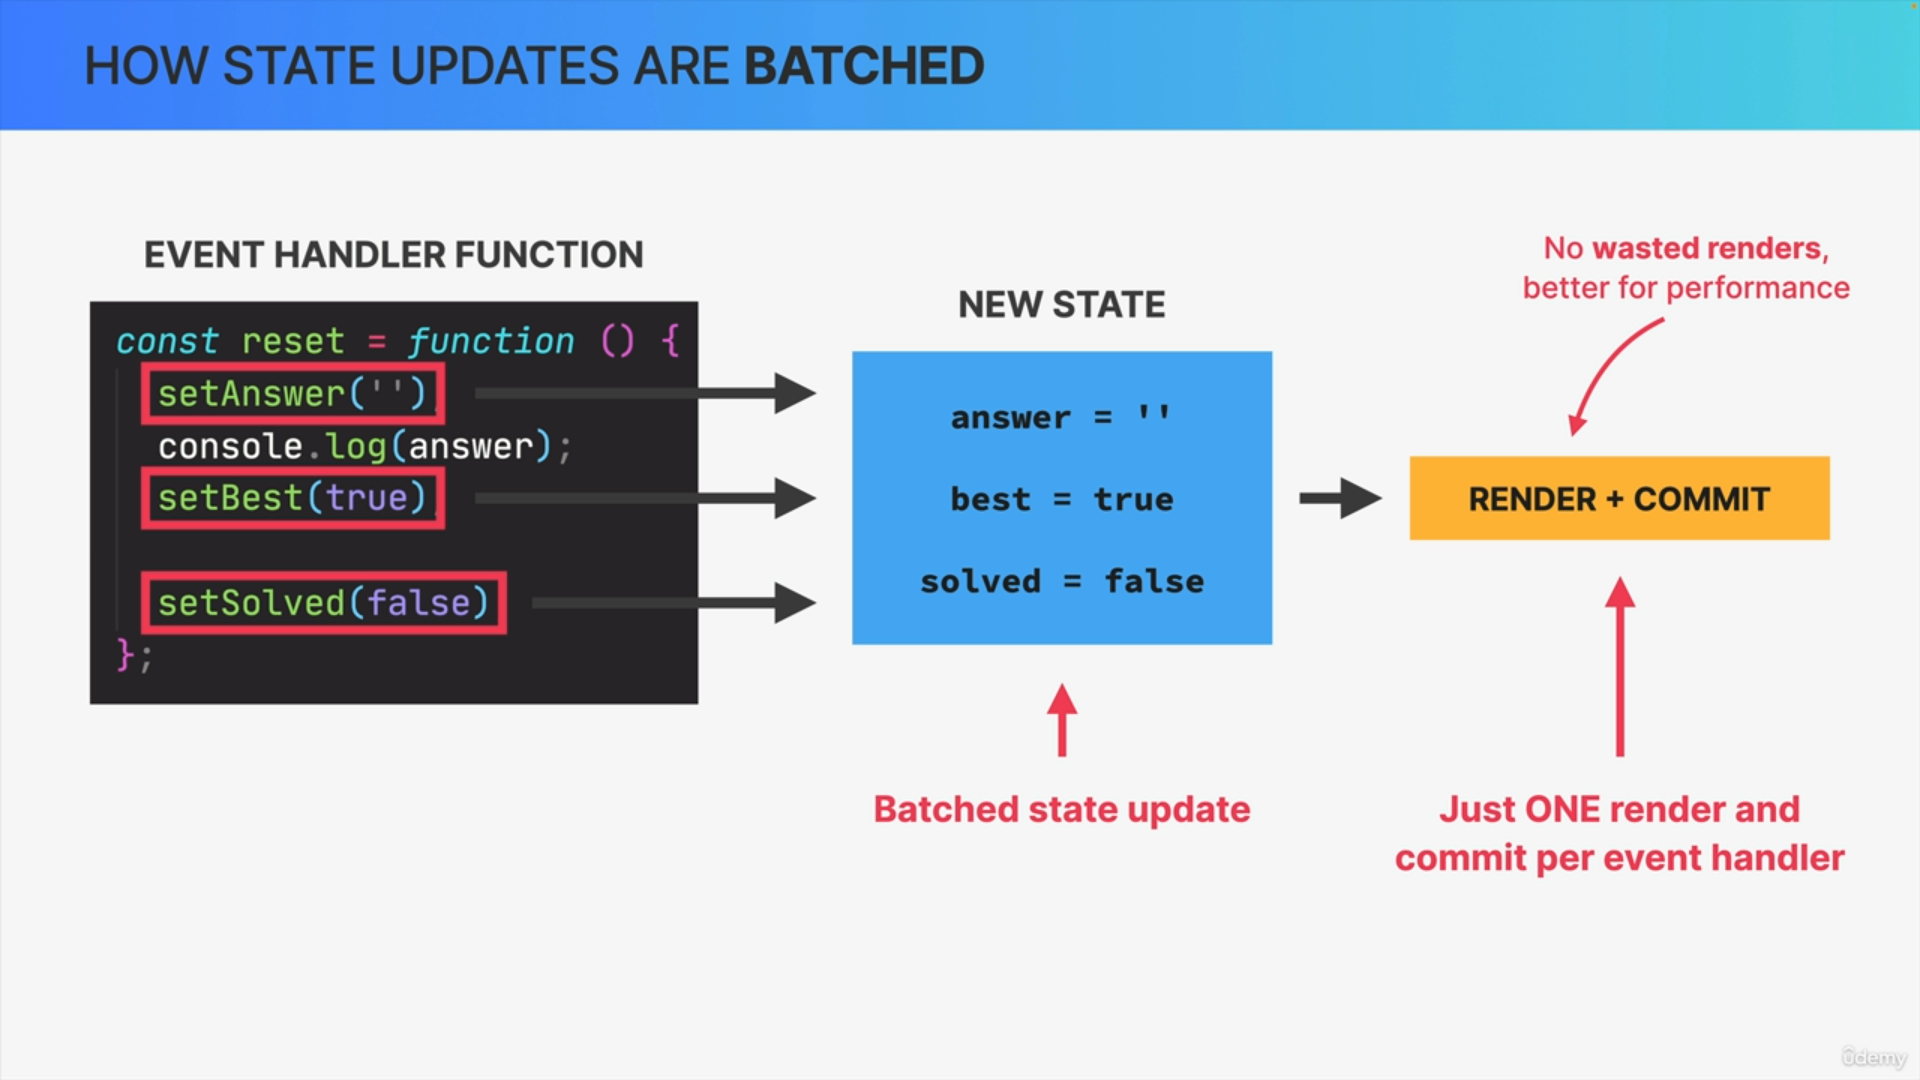 HOW STATE UPDATES ARE BATCHED
EVENT HANDLER FUNCTION
const reset = function () {
setAnswer('')
console.log(answer);
setBest(true)
setSolved(false)
};
NEW STATE
answer = ''
best = true
solved = false
Batched state update
No wasted renders,
better for performance
RENDER + COMMIT
Just ONE render and
commit per event handler
ûdemy